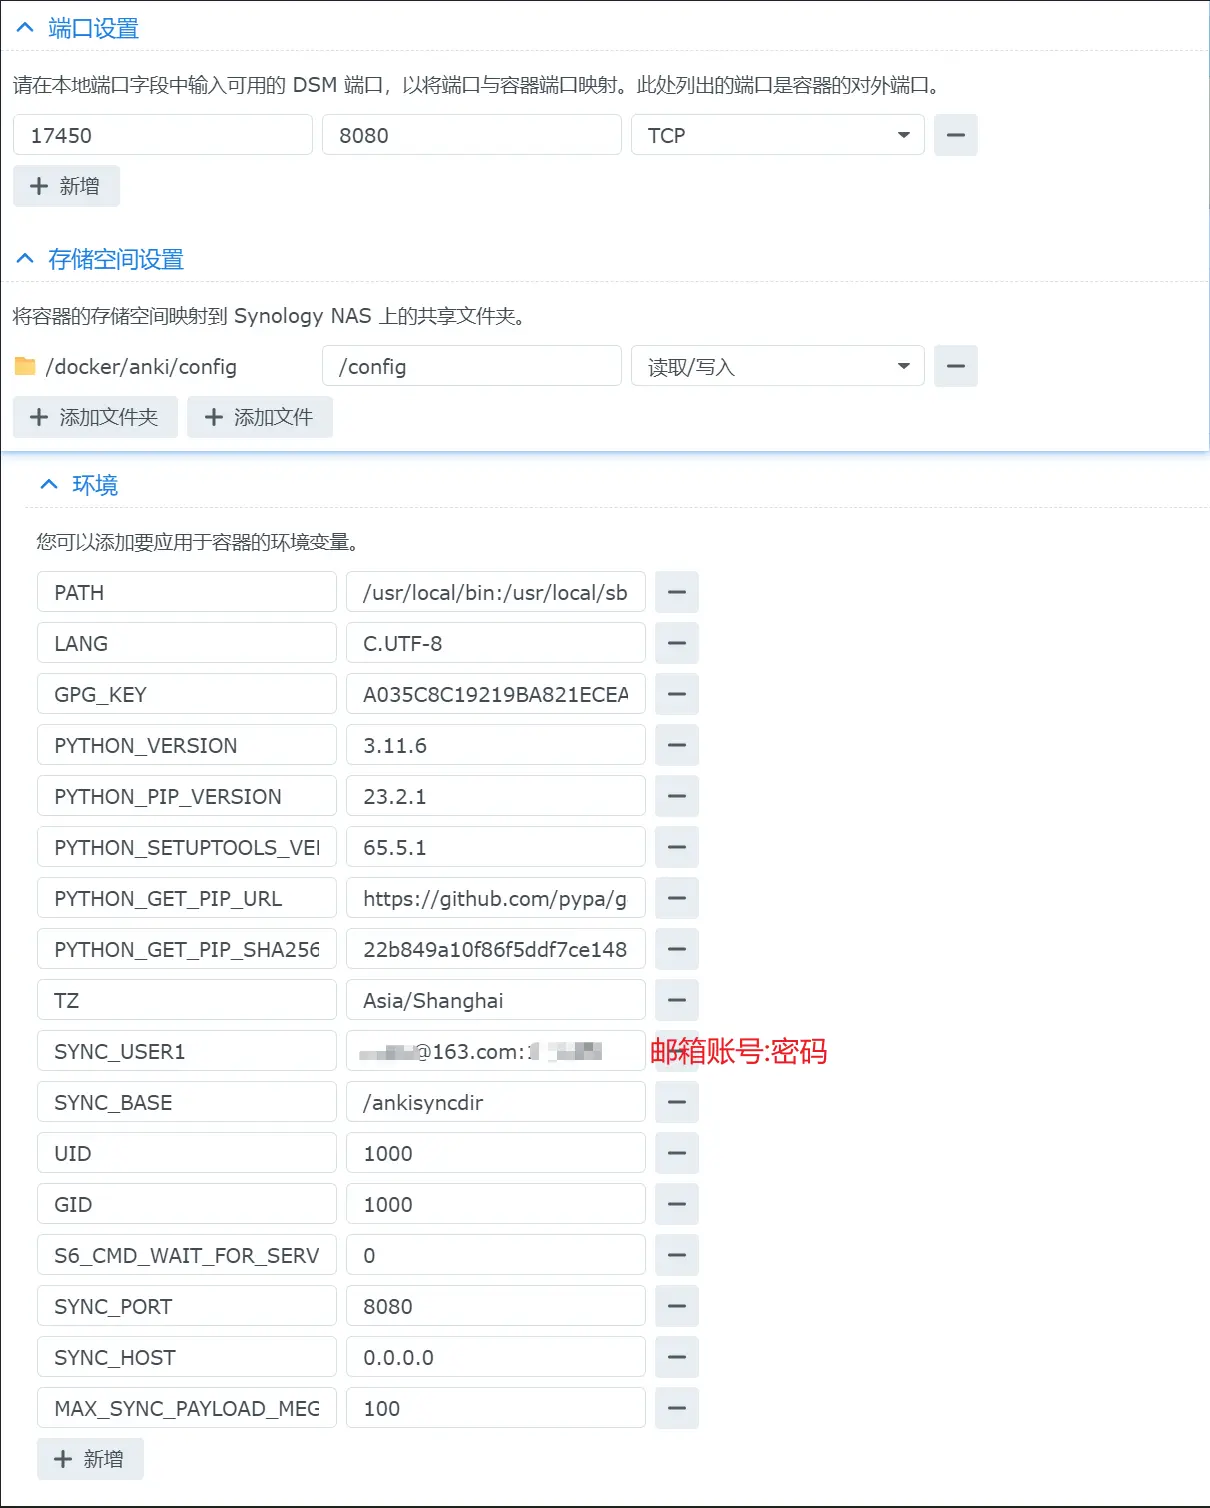 端口设置
请在本地端口字段中输入可用的 DSM 端口，以将端口与容器端口映射。此处列出的端口是容器的对外端口。
17450 8080 TCP
新增
存储空间设置
将容器的存储空间映射到 Synology NAS 上的共享文件夹。
/docker/anki/config /config 读取/写入
添加文件夹 添加文件
环境
您可以添加要应用于容器的环境变量。
PATH /usr/local/bin:/usr/local/sb
LANG C.UTF-8
GPG_KEY A035C8C19219BA821ECEA
PYTHON_VERSION 3.11.6
PYTHON_PIP_VERSION 23.2.1
PYTHON_SETUPTOOLS_VEI 65.5.1
PYTHON_GET_PIP_URL https://github.com/pypa/g
PYTHON_GET_PIP_SHA256 22b849a10f86f5ddf7ce148
TZ Asia/Shanghai
SYNC_USER1 @163.com: 邮箱账号:密码
SYNC_BASE /ankisyncdir
UID 1000
GID 1000
S6_CMD_WAIT_FOR_SERV 0
SYNC_PORT 8080
SYNC_HOST 0.0.0.0
MAX_SYNC_PAYLOAD_MEG 100
新增